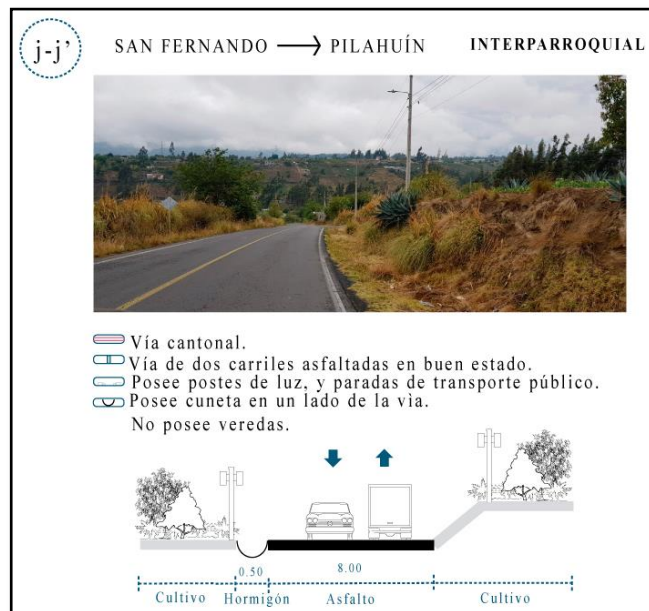 j-j’
SAN FERNANDO → PILAHUÍN INTERPARROQUIAL
Vía cantonal.
Vía de dos carriles asfaltadas en buen estado.
Posee postes de luz, y paradas de transporte público.
Posee cuneta en un lado de la vìa.
No posee veredas.
0.50 8.00
Cultivo Hormigón Asfalto Cultivo